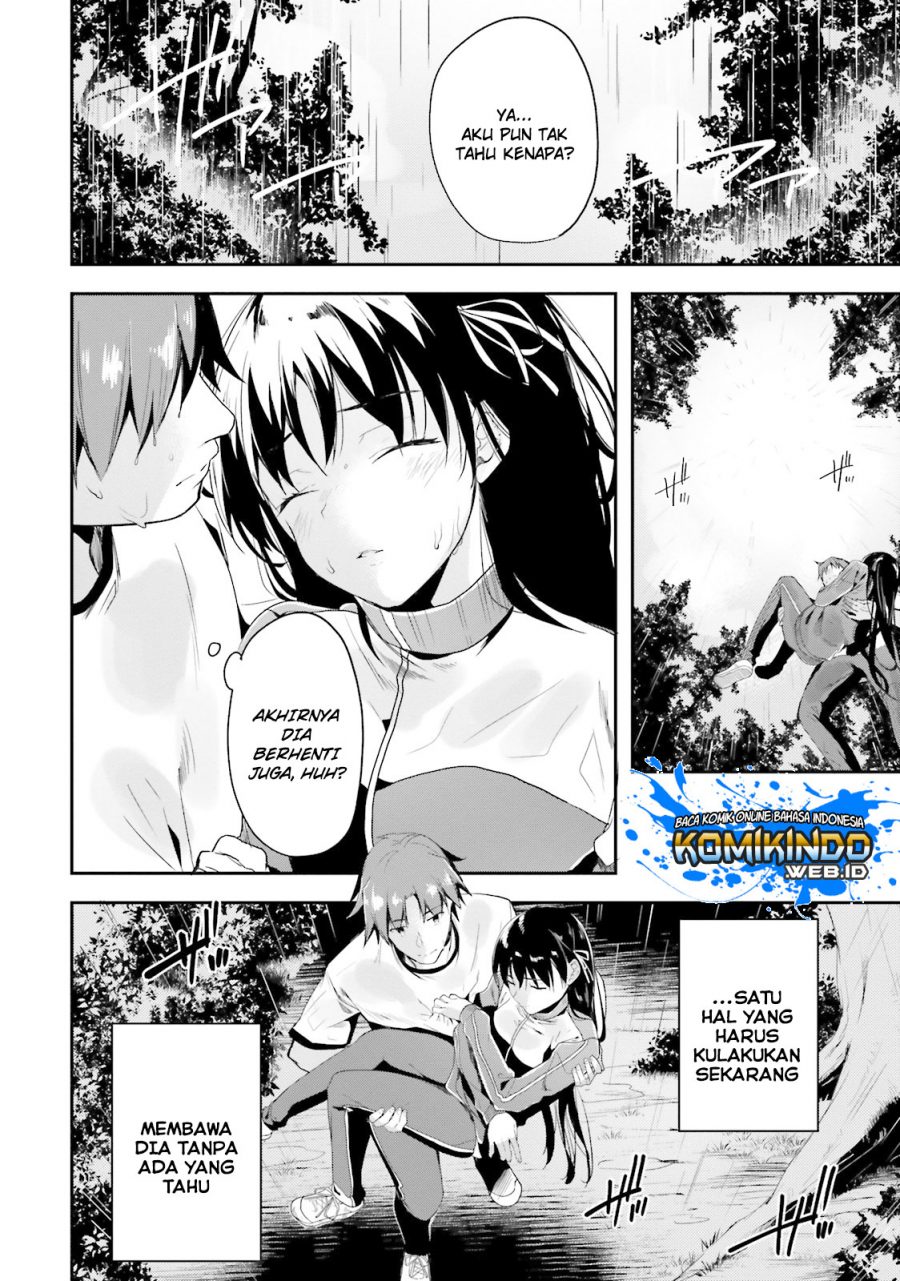 YA...
AKU PUN TAK
TAHU KENAPA?
AKHIRNYA
DIA
BERHENTI
JUGA, HUH?
BACA KOMIK ONLINE BAHASA INDONESIA
KOMIKINDO
WEB.ID
...SATU
HAL YANG
HARUS
KULAKUKAN
SEKARANG
MEMBAWA
DIA TANPA
ADA YANG
TAHU